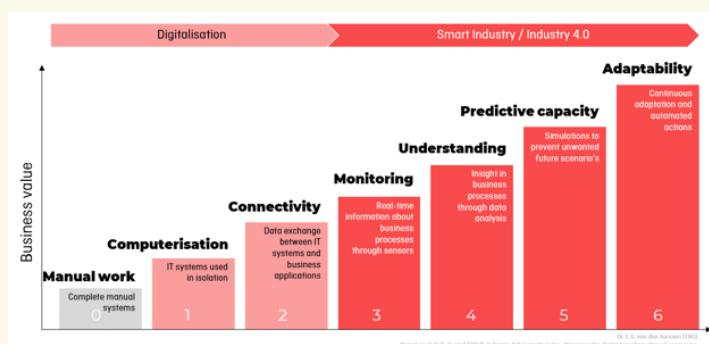 Digitalisation
Smart Industry / Industry 4.0
Business value
Manual work
Complete manual
systems
0
Computerisation
IT systems used
in isolation
1
Connectivity
Data exchange
between IT
systems and
business
applications
2
Monitoring
Real-time
information about
business
processes
through sensors
3
Understanding
Insight in
business
processes
through data
analysis
4
Predictive capacity
Simulations to
prevent unwanted
future scenario's
5
Adaptability
Continuous
adaptation and
automated
actions
6